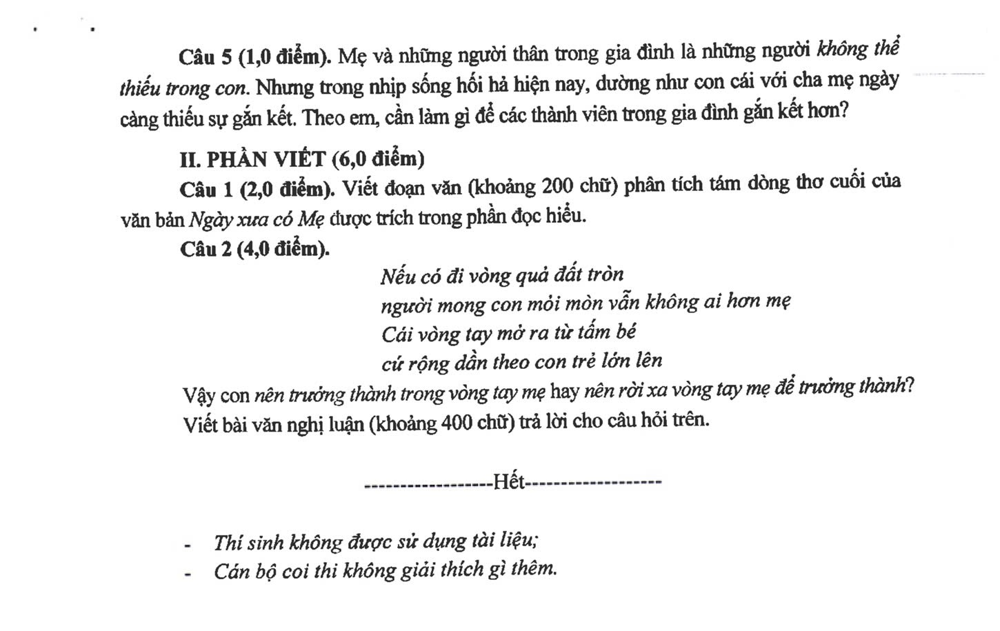 Câu 5 (1,0 điểm). Mẹ và những người thân trong gia đình là những người không thể
thiếu trong con. Nhưng trong nhịp sống hối hả hiện nay, dường như con cái với cha mẹ ngày
càng thiếu sự gắn kết. Theo em, cần làm gì để các thành viên trong gia đình gắn kết hơn?
II. PHẦN VIẾT (6,0 điểm)
Câu 1 (2,0 điểm). Viết đoạn văn (khoảng 200 chữ) phân tích tám dòng thơ cuối của
văn bản Ngày xưa có Mẹ được trích trong phần đọc hiểu.
Câu 2 (4,0 điểm).
Nếu có đi vòng quả đất tròn
người mong con mỏi mòn vẫn không ai hơn mẹ
Cái vòng tay mở ra từ tấm bé
cứ rộng dần theo con trẻ lớn lên
Vậy con nên trưởng thành trong vòng tay mẹ hay nên rời xa vòng tay mẹ để trưởng thành?
Viết bài văn nghị luận (khoảng 400 chữ) trả lời cho câu hỏi trên.
------------------Hết-------------------
- Thí sinh không được sử dụng tài liệu;
- Cán bộ coi thi không giải thích gì thêm.